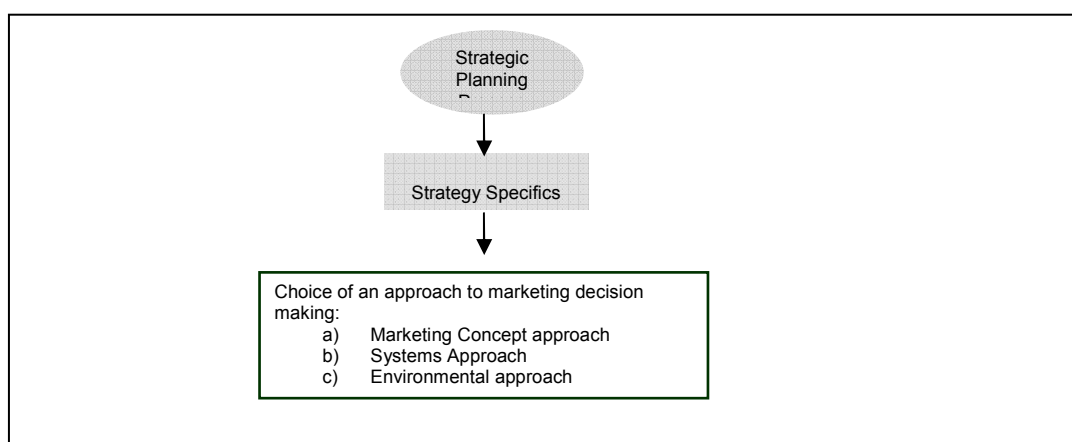 Strategic
Planning
Strategy Specifics
Choice of an approach to marketing decision
making:
a) Marketing Concept approach
b) Systems Approach
c) Environmental approach